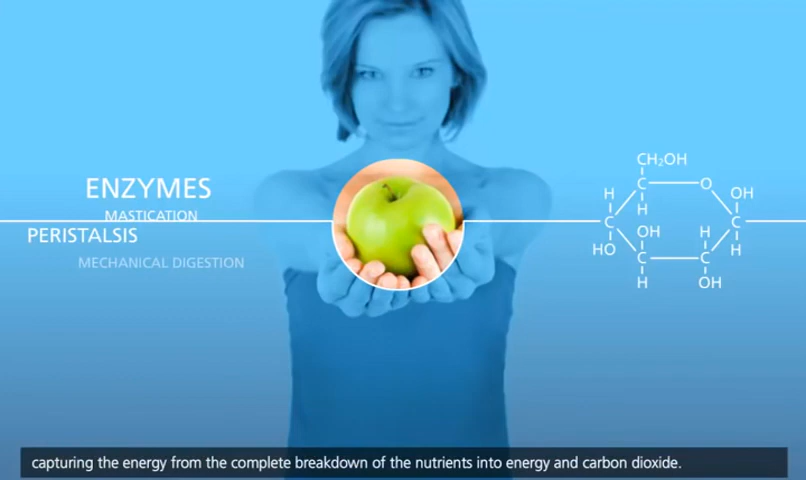 ENZYMES
MASTICATION
PERISTALSIS
MECHANICAL DIGESTION
CH₂OH
C O OH
H H
C C
OH H
HO H
C C
H OH
capturing the energy from the complete breakdown of the nutrients into energy and carbon dioxide.